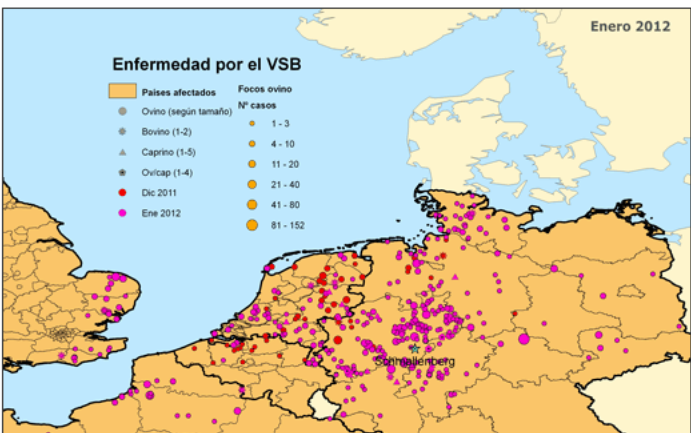 Enero 2012
Enfermedad por el VSB
Países afectados
Ovino (según tamaño)
Bovino (1-2)
Caprino (1-5)
Ov/cap (1-4)
Dic 2011
Ene 2012
Focos ovino
Nº casos
1 - 3
4 - 10
11 - 20
21 - 40
41 - 80
81 - 152
Schmallenberg